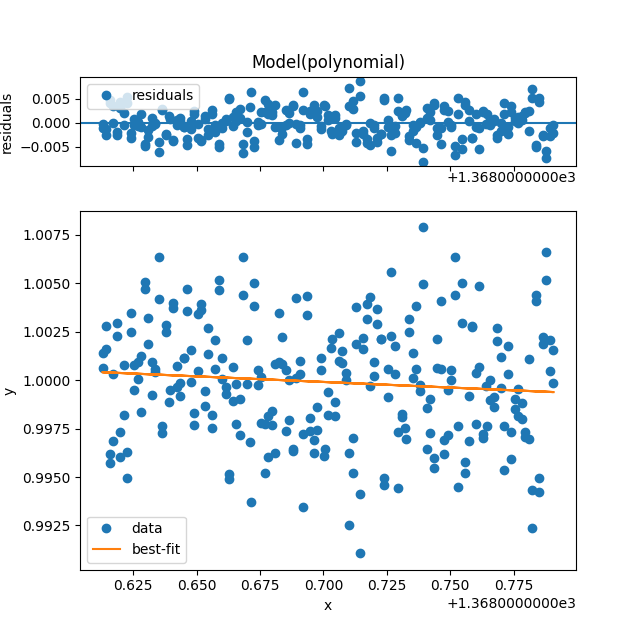 Model(polynomial)
residuals
0.005
0.000
−0.005
residuals
+1.3680000000e3
1.0075
1.0050
1.0025
1.0000
0.9975
0.9950
0.9925
y
data
best-fit
0.625 0.650 0.675 0.700 0.725 0.750 0.775
x
+1.3680000000e3